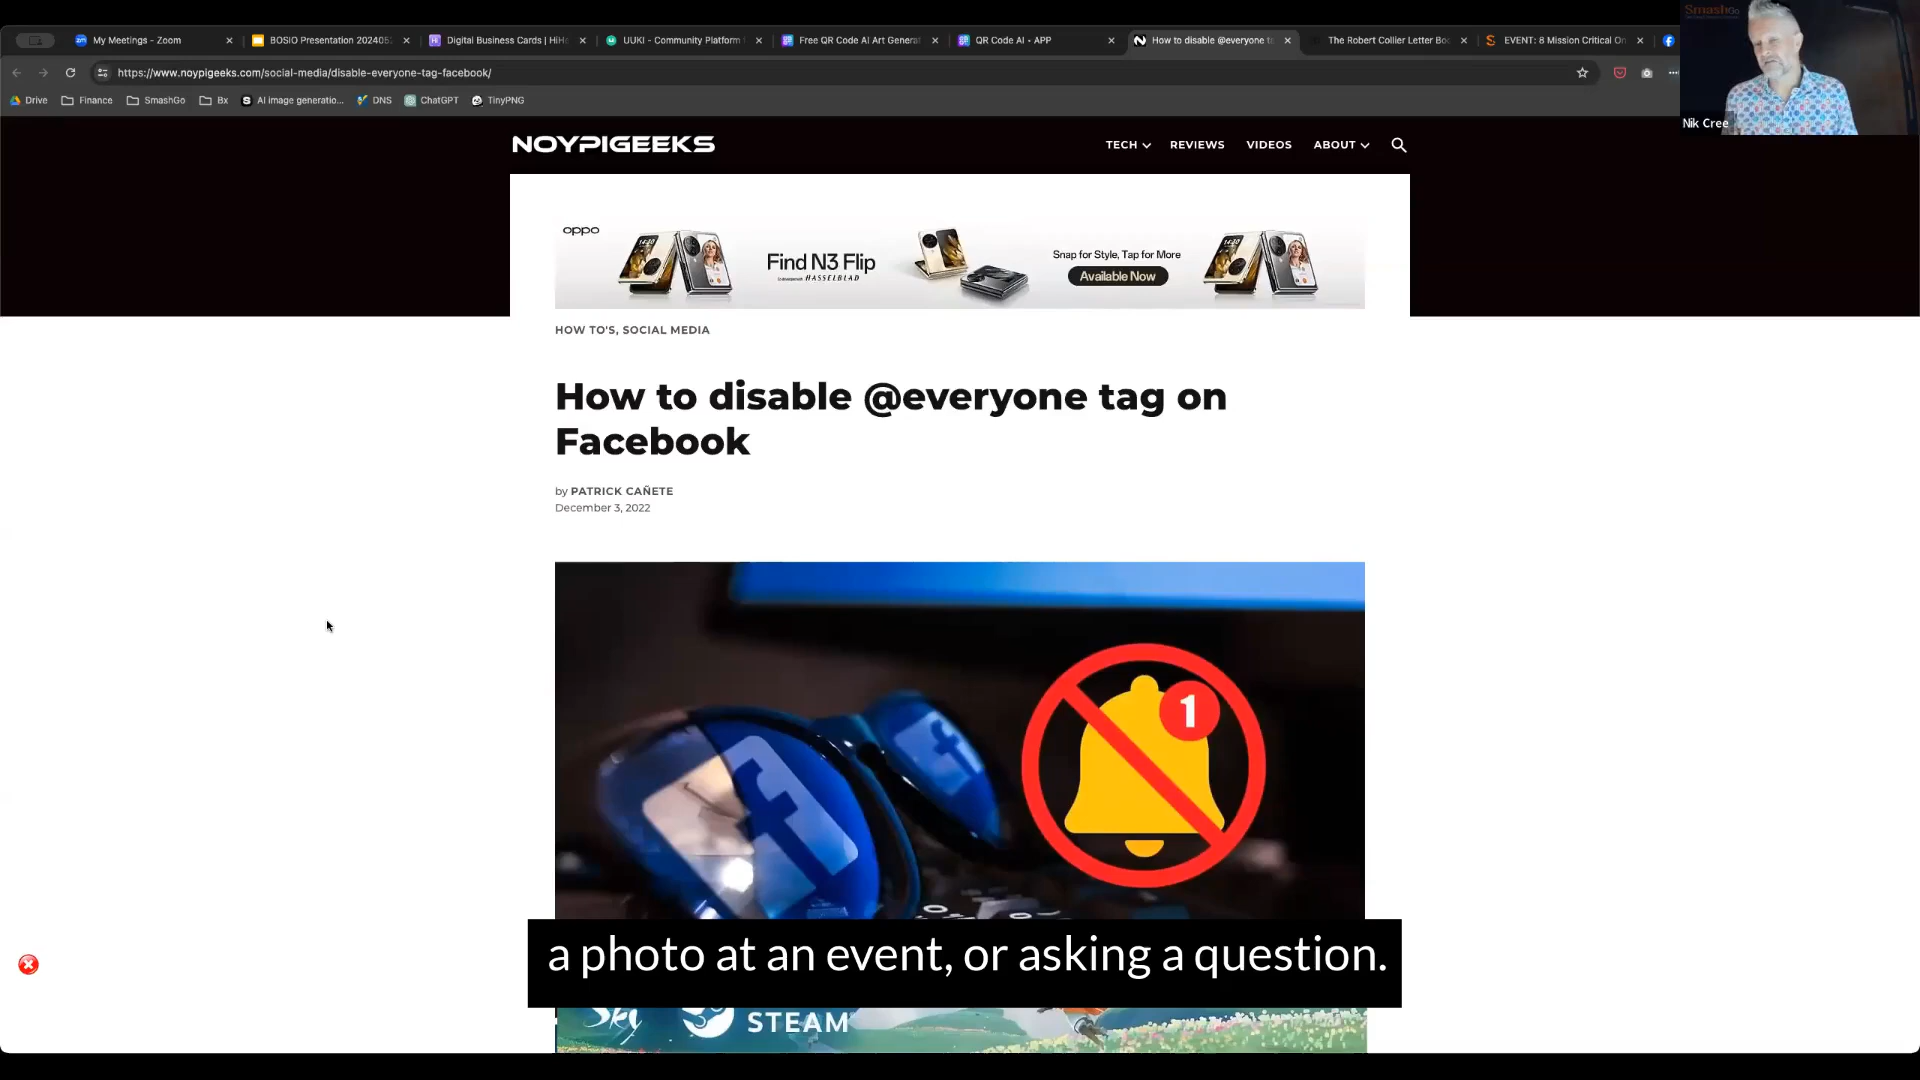 My Meetings - Zoom
BOSIO Presentation 202405
Digital Business Cards | HiH
UUKI - Community Platform
Free QR Code AI Art Genera
QR Code AI • APP
How to disable @everyone ta
The Robert Collier Letter Boo
EVENT: 8 Mission Critical On
SmashGo
https://www.noypigeeks.com/social-media/disable-everyone-tag-facebook/
Drive
Finance
SmashGo
Bx
AI image generatio...
DNS
ChatGPT
TinyPNG
Nik Cree
NOYPIGEEKS
TECH
REVIEWS
VIDEOS
ABOUT
oppo
Find N3 Flip
HASSELBLAD
Snap for Style, Tap for More
Available Now
HOW TO'S, SOCIAL MEDIA
How to disable @everyone tag on
Facebook
by PATRICK CAÑETE
December 3, 2022
1
a photo at an event, or asking a question.
Sky
STEAM